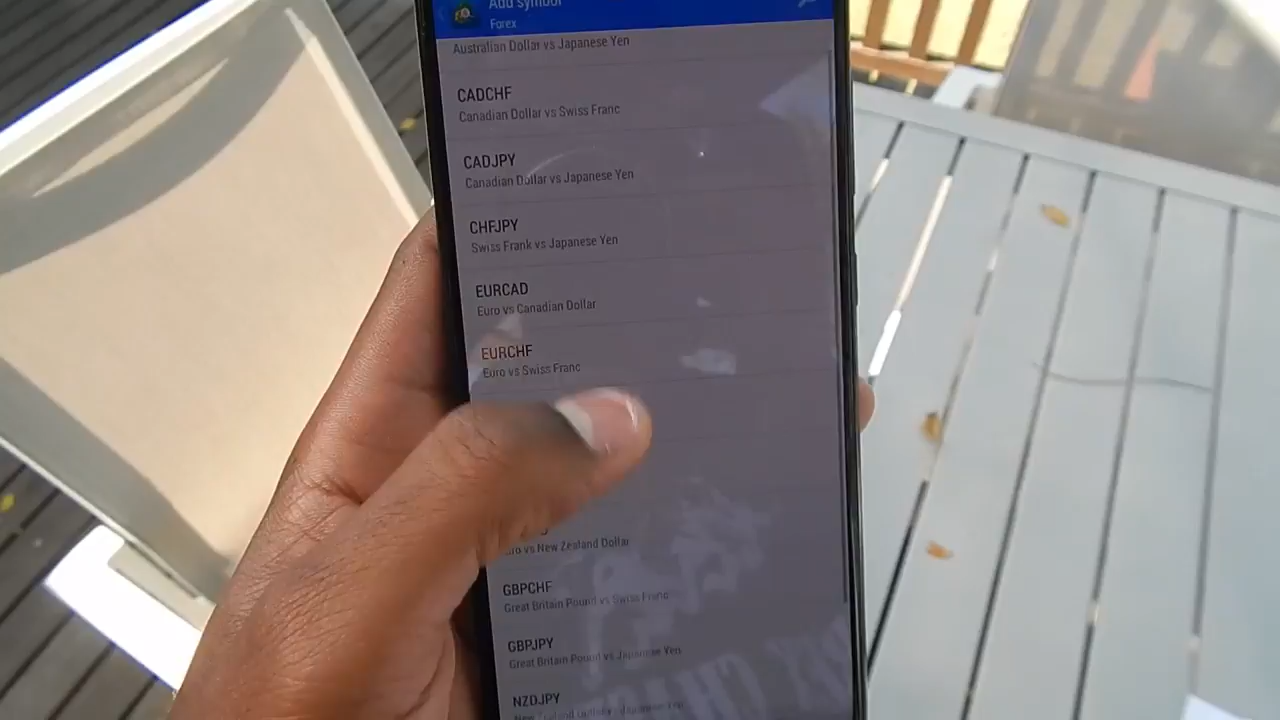 Add symbol
Forex
Australian Dollar vs Japanese Yen
CADCHF
Canadian Dollar vs Swiss Franc
CADJPY
Canadian Dollar vs Japanese Yen
CHFJPY
Swiss Frank vs Japanese Yen
EURCAD
Euro vs Canadian Dollar
EURCHF
Euro vs Swiss Franc
vs New Zealand Dollar
GBPCHF
Great Britain Pound vs Swiss Franc
GBPJPY
Great Britain Pound vs Japanese Yen
NZDJPY